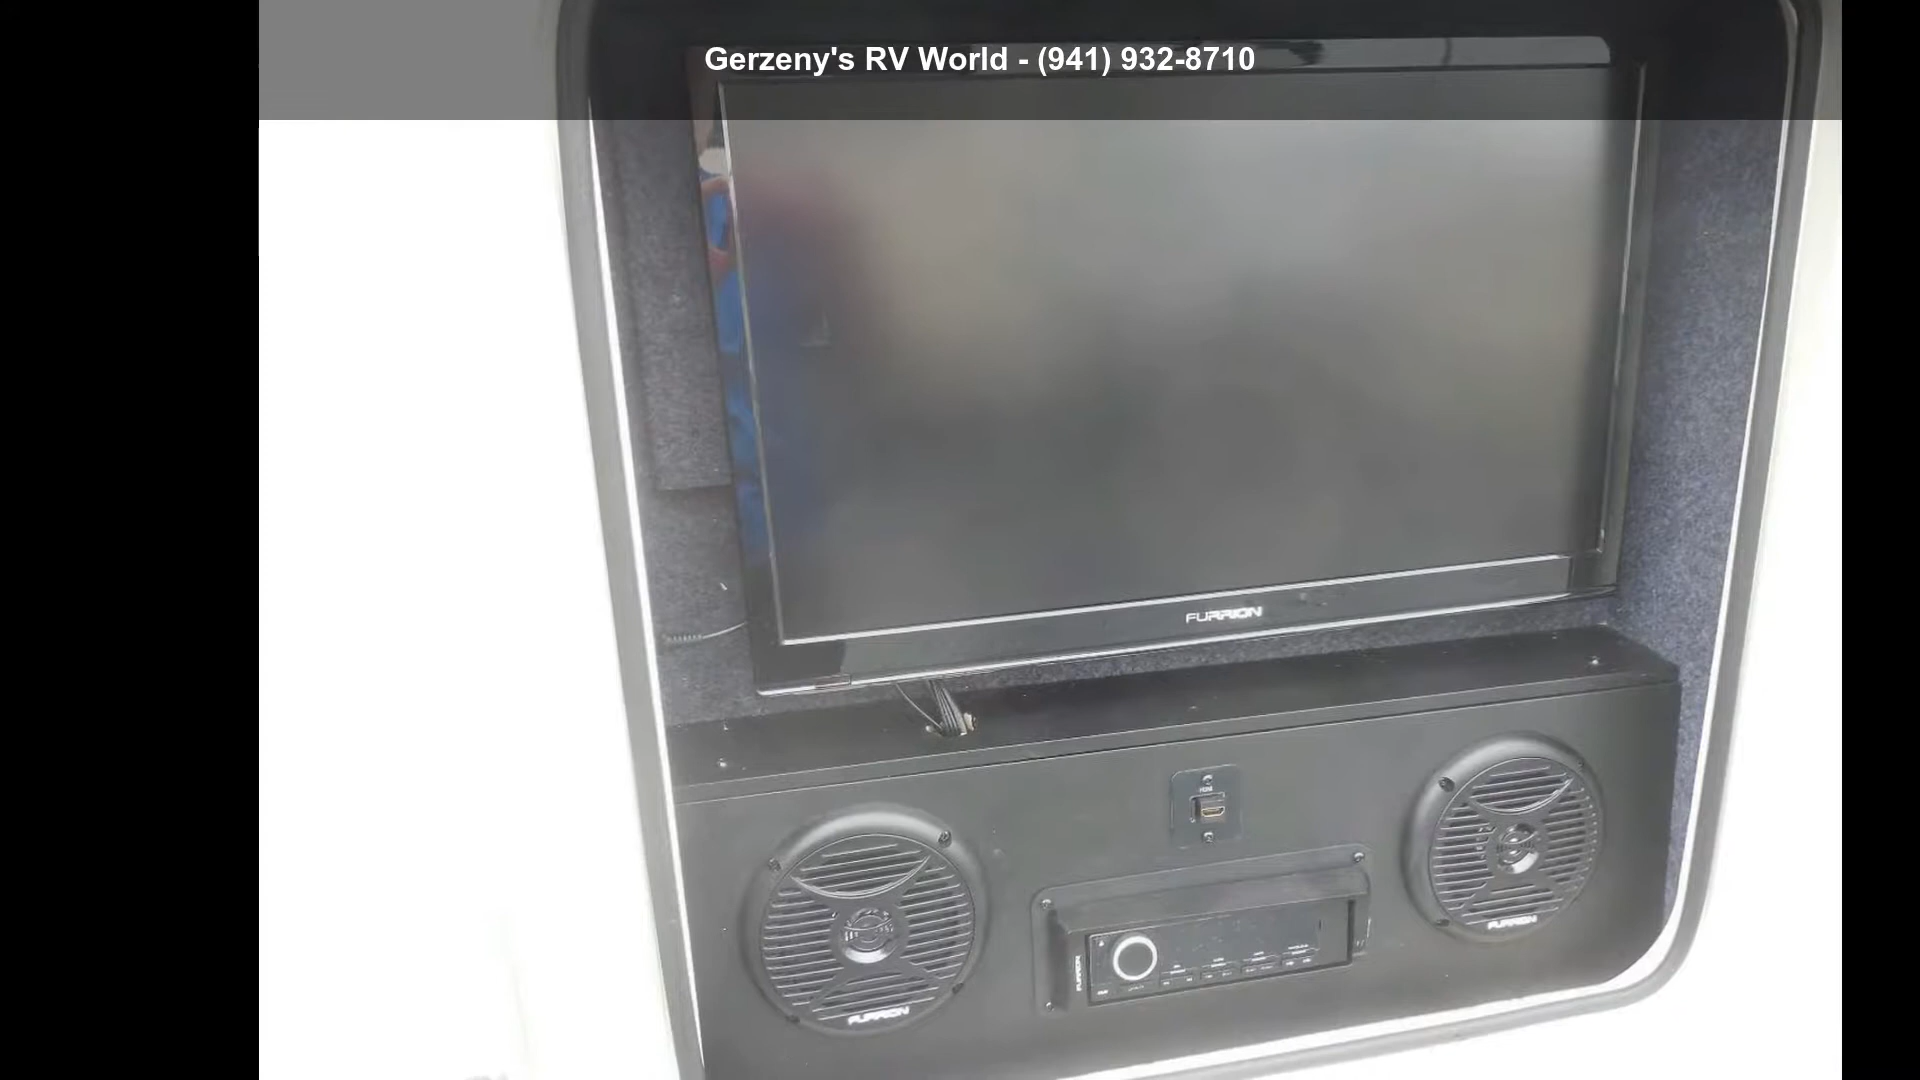 Gerzeny's RV World - (941) 932-8710
FURRION
HDMI
FURRION
FURRION
FURRION